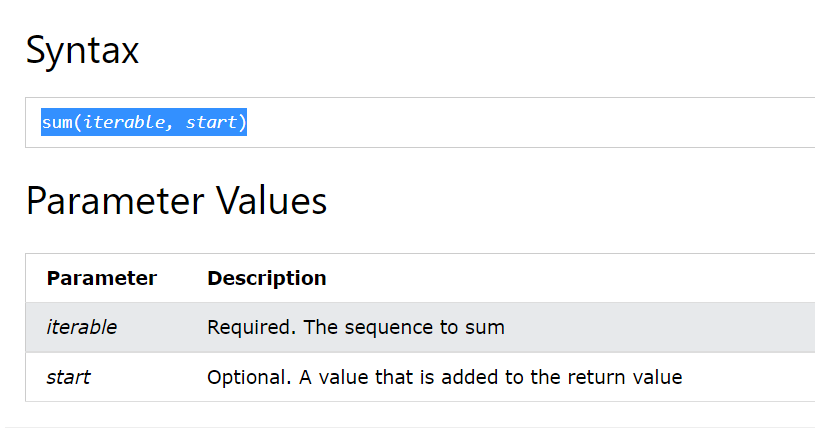 Syntax
sum(iterable, start)
Parameter Values
Parameter Description
iterable Required. The sequence to sum
start Optional. A value that is added to the return value